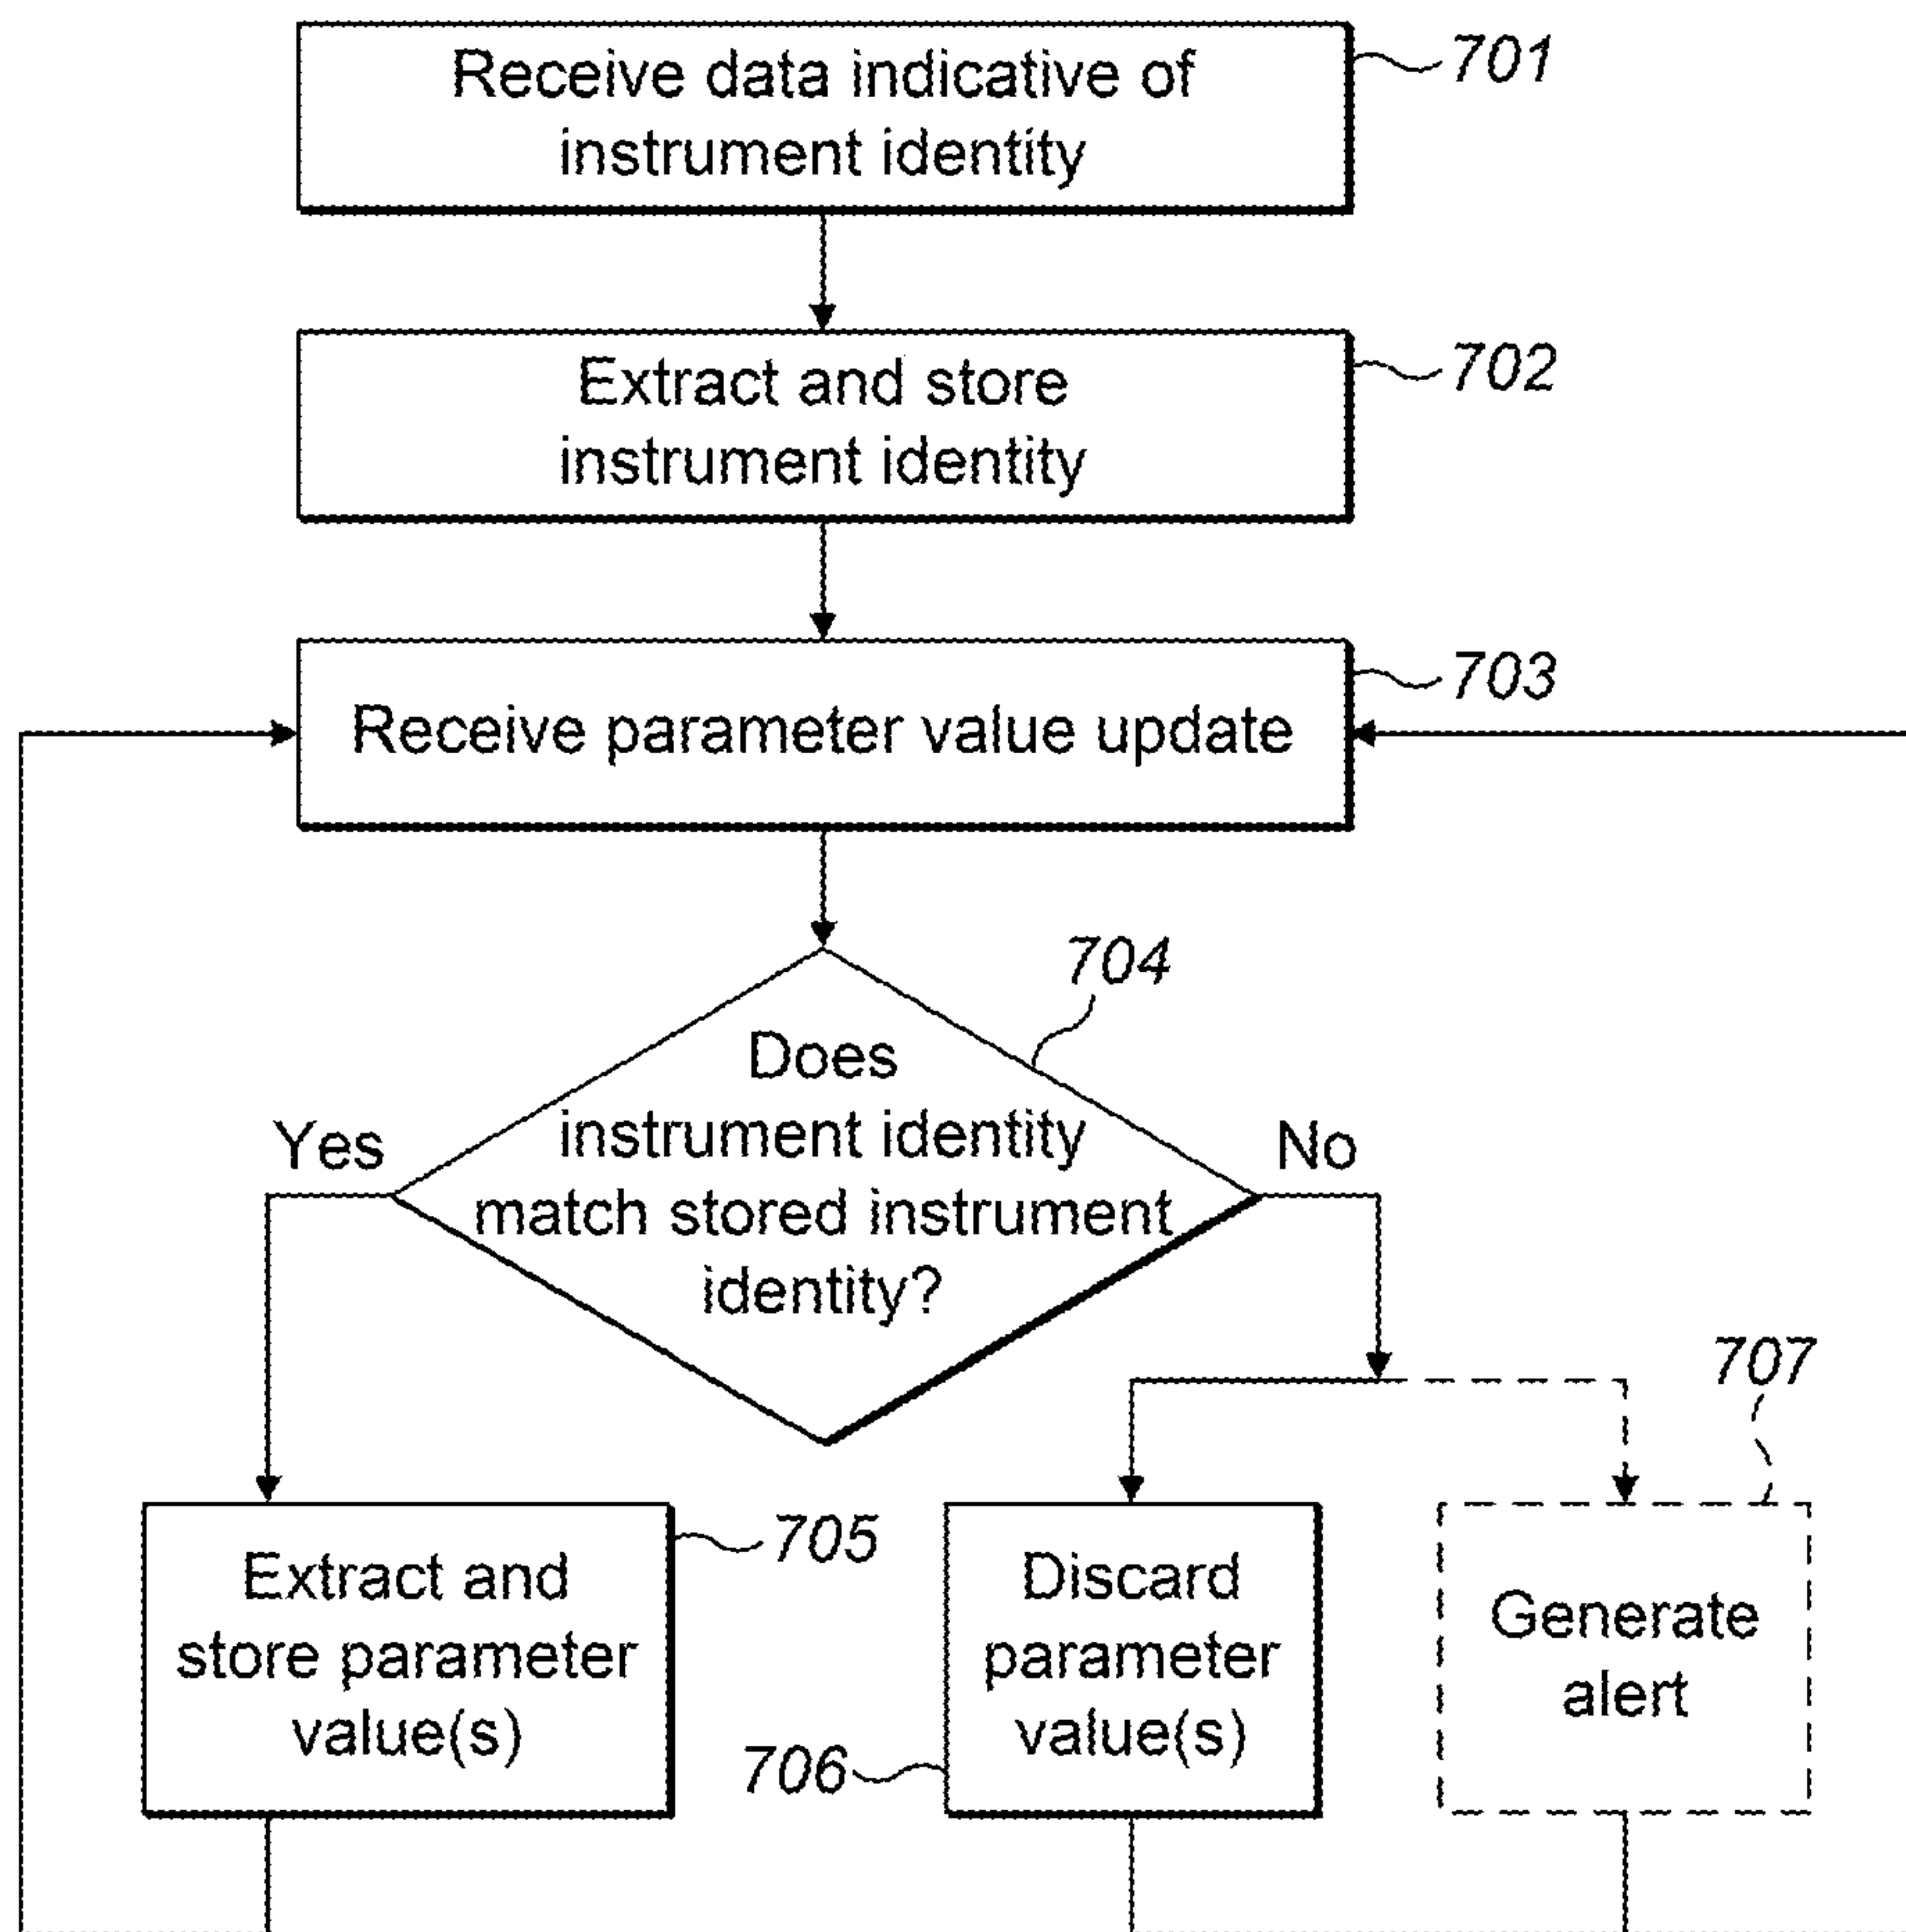 Receive data indicative of
instrument identity
701
Extract and store
instrument identity
702
Receive parameter value update
703
704
Does
instrument identity
match stored instrument
identity?
Yes
No
707
Extract and
store parameter
value(s)
705
Discard
parameter
value(s)
706
Generate
alert